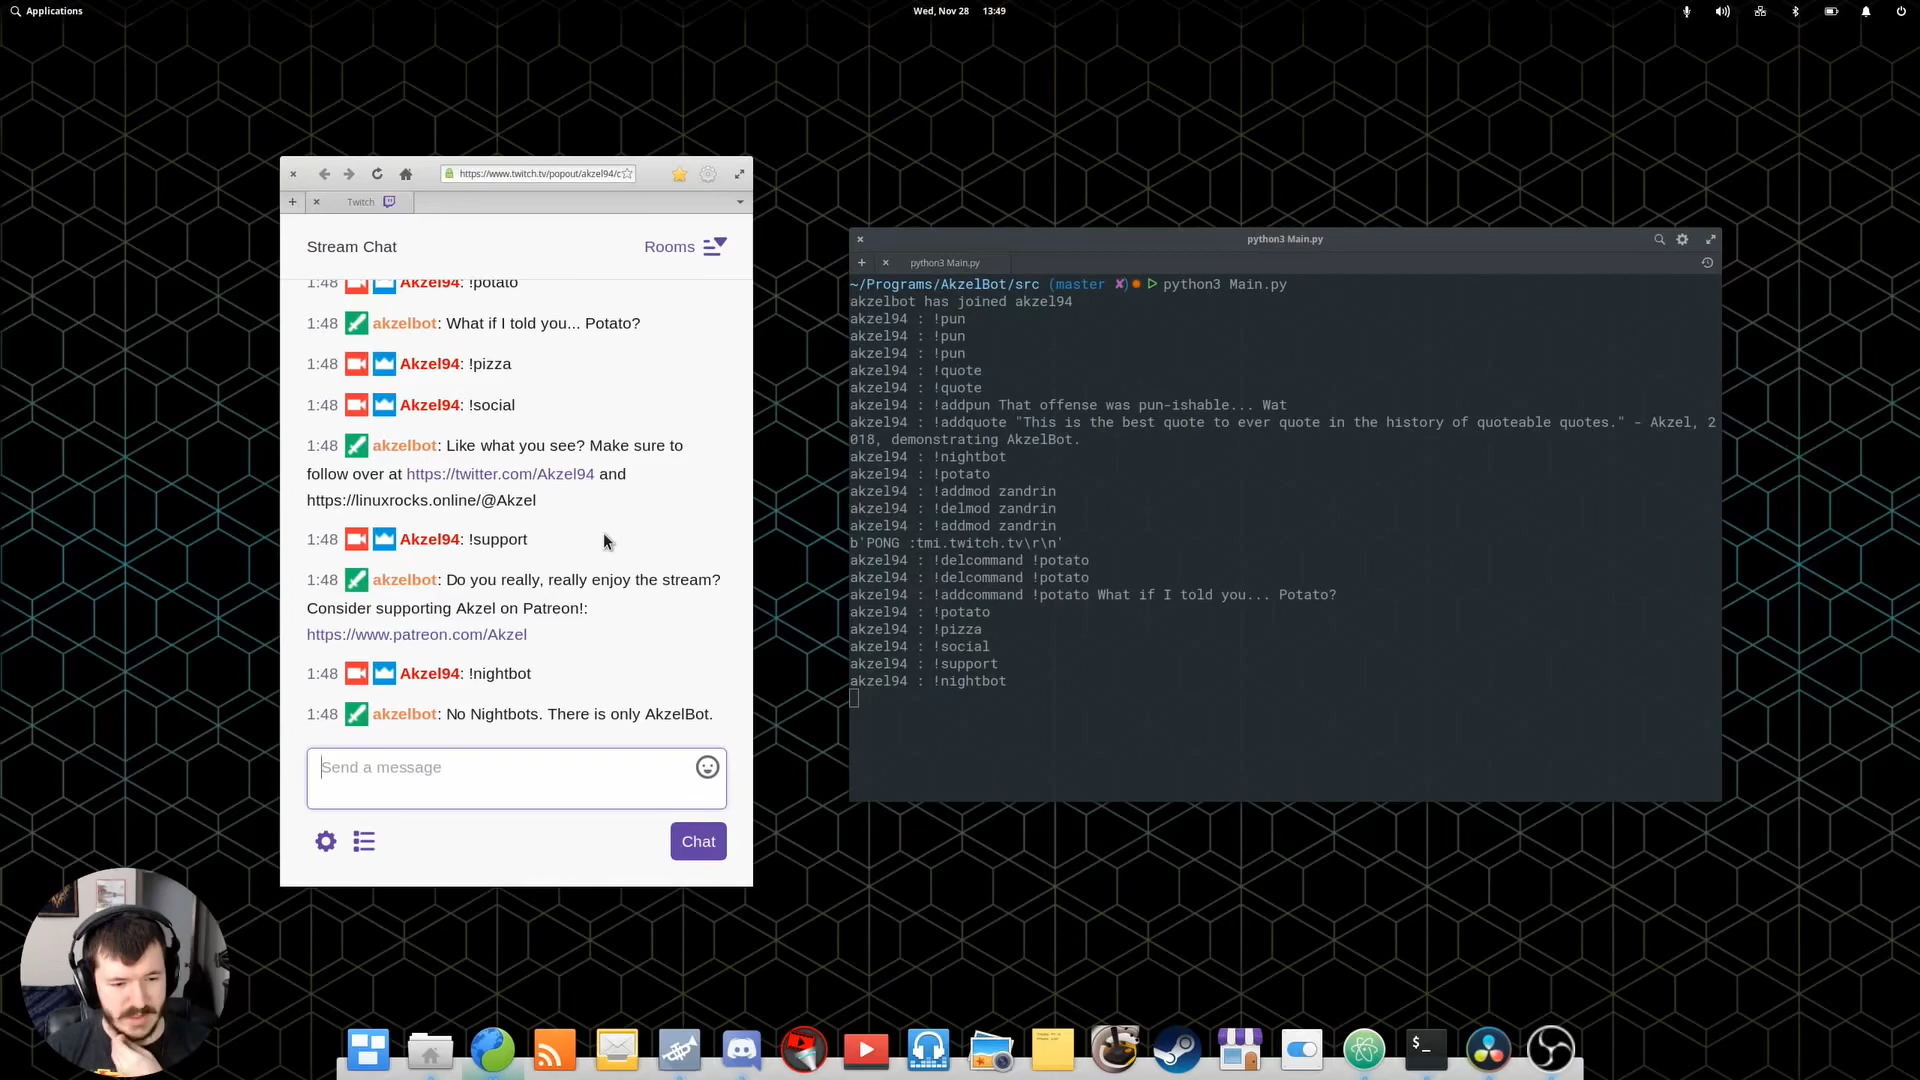 Applications
Wed, Nov 28 13:49
https://www.twitch.tv/popout/akzel94/c
Twitch
Stream Chat
Rooms
Akzel94: !potato
1:48 akzelbot: What if I told you... Potato?
1:48 Akzel94: !pizza
1:48 Akzel94: !social
1:48 akzelbot: Like what you see? Make sure to
follow over at https://twitter.com/Akzel94 and
https://linuxrocks.online/@Akzel
1:48 Akzel94: !support
1:48 akzelbot: Do you really, really enjoy the stream?
Consider supporting Akzel on Patreon!:
https://www.patreon.com/Akzel
1:48 Akzel94: !nightbot
1:48 akzelbot: No Nightbots. There is only AkzelBot.
Send a message
Chat
python3 Main.py
python3 Main.py
~/Programs/AkzelBot/src (master ✘)● ▷ python3 Main.py
akzelbot has joined akzel94
akzel94 : !pun
akzel94 : !pun
akzel94 : !pun
akzel94 : !quote
akzel94 : !quote
akzel94 : !addpun That offense was pun-ishable... Wat
akzel94 : !addquote "This is the best quote to ever quote in the history of quoteable quotes." - Akzel, 2
018, demonstrating AkzelBot.
akzel94 : !nightbot
akzel94 : !potato
akzel94 : !addmod zandrin
akzel94 : !delmod zandrin
akzel94 : !addmod zandrin
b'PONG :tmi.twitch.tv\r\n'
akzel94 : !delcommand !potato
akzel94 : !delcommand !potato
akzel94 : !addcommand !potato What if I told you... Potato?
akzel94 : !potato
akzel94 : !pizza
akzel94 : !social
akzel94 : !support
akzel94 : !nightbot
$ _